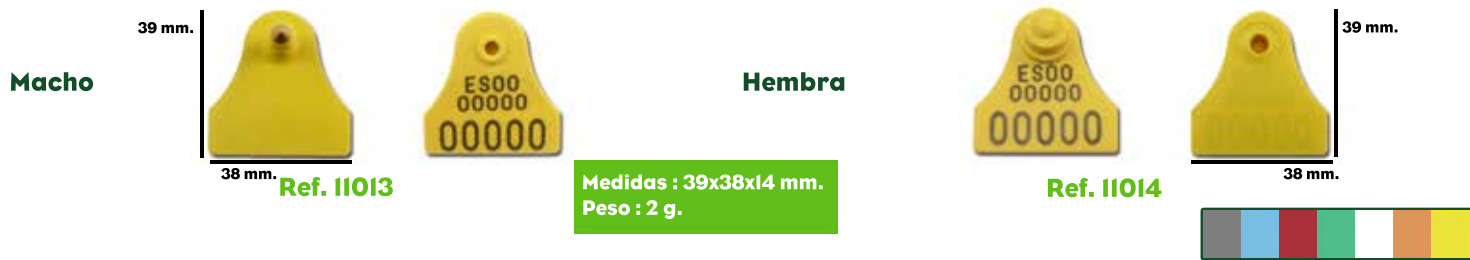 39 mm.
Macho
ES00
00000
00000
38 mm.
Ref. 11013
Medidas : 39x38x14 mm.
Peso : 2 g.
Hembra
ES00
00000
00000
39 mm.
38 mm.
Ref. 11014